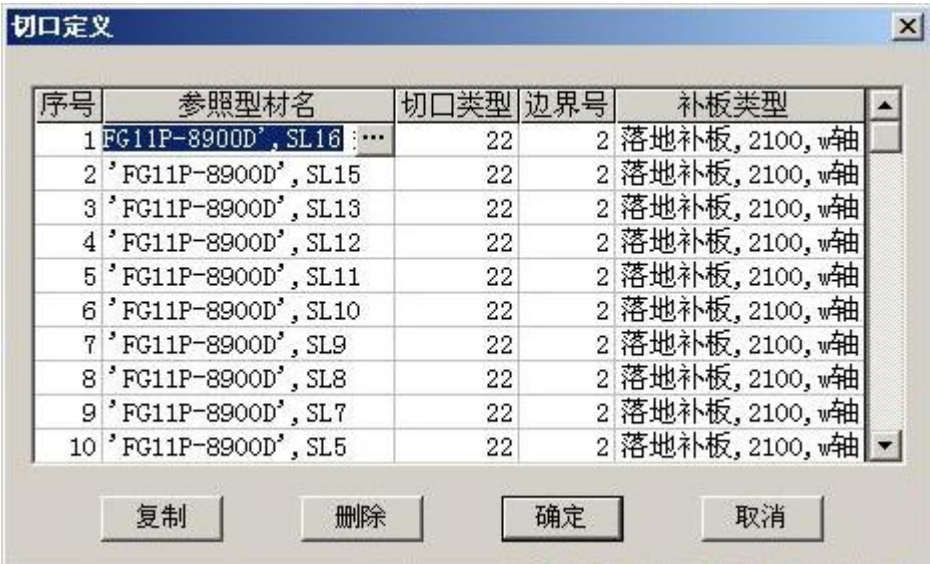 切口定义
序号 参照型材名 切口类型 边界号 补板类型
1 FG11P-8900D',SL16 22 2 落地补板,2100,w轴
2 'FG11P-8900D',SL15 22 2 落地补板,2100,w轴
3 'FG11P-8900D',SL13 22 2 落地补板,2100,w轴
4 'FG11P-8900D',SL12 22 2 落地补板,2100,w轴
5 'FG11P-8900D',SL11 22 2 落地补板,2100,w轴
6 'FG11P-8900D',SL10 22 2 落地补板,2100,w轴
7 'FG11P-8900D',SL9 22 2 落地补板,2100,w轴
8 'FG11P-8900D',SL8 22 2 落地补板,2100,w轴
9 'FG11P-8900D',SL7 22 2 落地补板,2100,w轴
10 'FG11P-8900D',SL5 22 2 落地补板,2100,w轴
复制 删除 确定 取消